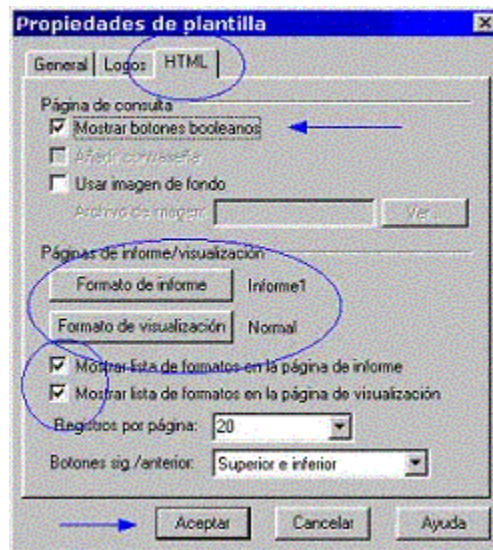 Propiedades de plantilla
General Logos HTML
Página de consulta
Mostrar botones booleanos
Añadir contraseña
Usar imagen de fondo
Archivo de imagen: Ver...
Páginas de informe/visualización
Formato de informe Informe1
Formato de visualización Normal
Mostrar lista de formatos en la página de informe
Mostrar lista de formatos en la página de visualización
Registros por página: 20
Botones sig./anterior: Superior e inferior
Aceptar Cancelar Ayuda